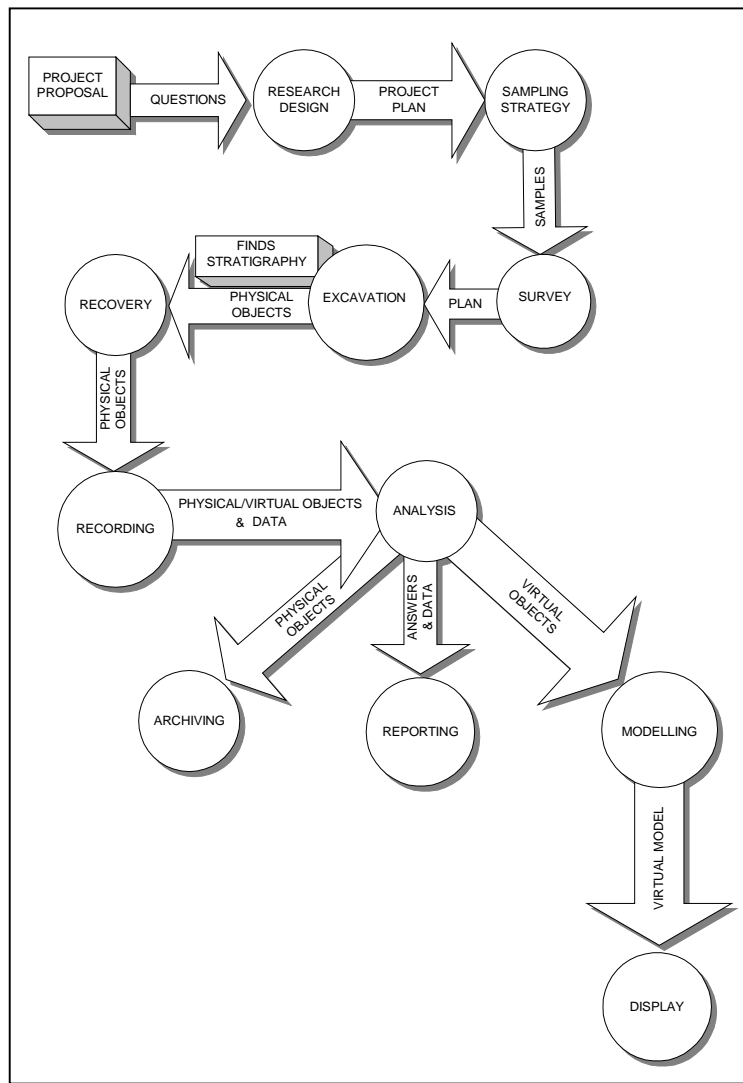 PROJECT
PROPOSAL
QUESTIONS
RESEARCH
DESIGN
PROJECT
PLAN
SAMPLING
STRATEGY
SAMPLES
SURVEY
PLAN
EXCAVATION
FINDS
STRATIGRAPHY
PHYSICAL
OBJECTS
RECOVERY
PHYSICAL
OBJECTS
RECORDING
PHYSICAL/VIRTUAL OBJECTS
& DATA
ANALYSIS
PHYSICAL
OBJECTS
ANSWERS
& DATA
VIRTUAL
OBJECTS
ARCHIVING
REPORTING
MODELLING
VIRTUAL MODEL
DISPLAY